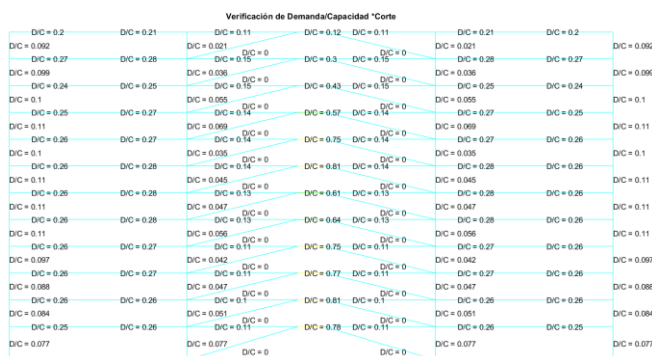 Verificación de Demanda/Capacidad *Corte
D/C = 0.2 D/C = 0.21 D/C = 0.11 D/C = 0.12 D/C = 0.11 D/C = 0.21 D/C = 0.2
D/C = 0.092 D/C = 0.021 D/C = 0 D/C = 0 D/C = 0.021 D/C = 0.092
D/C = 0.27 D/C = 0.28 D/C = 0.15 D/C = 0.3 D/C = 0.15 D/C = 0.28 D/C = 0.27
D/C = 0.099 D/C = 0.036 D/C = 0 D/C = 0 D/C = 0.036 D/C = 0.099
D/C = 0.24 D/C = 0.25 D/C = 0.15 D/C = 0.43 D/C = 0.15 D/C = 0.25 D/C = 0.24
D/C = 0.1 D/C = 0.055 D/C = 0 D/C = 0 D/C = 0.055 D/C = 0.1
D/C = 0.25 D/C = 0.27 D/C = 0.14 D/C = 0.57 D/C = 0.14 D/C = 0.27 D/C = 0.25
D/C = 0.11 D/C = 0.069 D/C = 0 D/C = 0 D/C = 0.069 D/C = 0.11
D/C = 0.26 D/C = 0.27 D/C = 0.14 D/C = 0.75 D/C = 0.14 D/C = 0.27 D/C = 0.26
D/C = 0.1 D/C = 0.035 D/C = 0 D/C = 0 D/C = 0.035 D/C = 0.1
D/C = 0.26 D/C = 0.28 D/C = 0.14 D/C = 0.81 D/C = 0.14 D/C = 0.28 D/C = 0.26
D/C = 0.11 D/C = 0.045 D/C = 0 D/C = 0 D/C = 0.045 D/C = 0.11
D/C = 0.26 D/C = 0.28 D/C = 0.13 D/C = 0.61 D/C = 0.13 D/C = 0.28 D/C = 0.26
D/C = 0.11 D/C = 0.047 D/C = 0 D/C = 0 D/C = 0.047 D/C = 0.11
D/C = 0.26 D/C = 0.28 D/C = 0.13 D/C = 0.64 D/C = 0.13 D/C = 0.28 D/C = 0.26
D/C = 0.11 D/C = 0.056 D/C = 0 D/C = 0 D/C = 0.056 D/C = 0.11
D/C = 0.26 D/C = 0.27 D/C = 0.11 D/C = 0.75 D/C = 0.11 D/C = 0.27 D/C = 0.26
D/C = 0.097 D/C = 0.042 D/C = 0 D/C = 0 D/C = 0.042 D/C = 0.097
D/C = 0.26 D/C = 0.27 D/C = 0.11 D/C = 0.77 D/C = 0.11 D/C = 0.27 D/C = 0.26
D/C = 0.088 D/C = 0.047 D/C = 0 D/C = 0 D/C = 0.047 D/C = 0.088
D/C = 0.26 D/C = 0.26 D/C = 0.1 D/C = 0.81 D/C = 0.1 D/C = 0.26 D/C = 0.26
D/C = 0.084 D/C = 0.051 D/C = 0 D/C = 0 D/C = 0.051 D/C = 0.084
D/C = 0.25 D/C = 0.26 D/C = 0.11 D/C = 0.78 D/C = 0.11 D/C = 0.26 D/C = 0.25
D/C = 0.077 D/C = 0.077 D/C = 0 D/C = 0 D/C = 0.077 D/C = 0.077